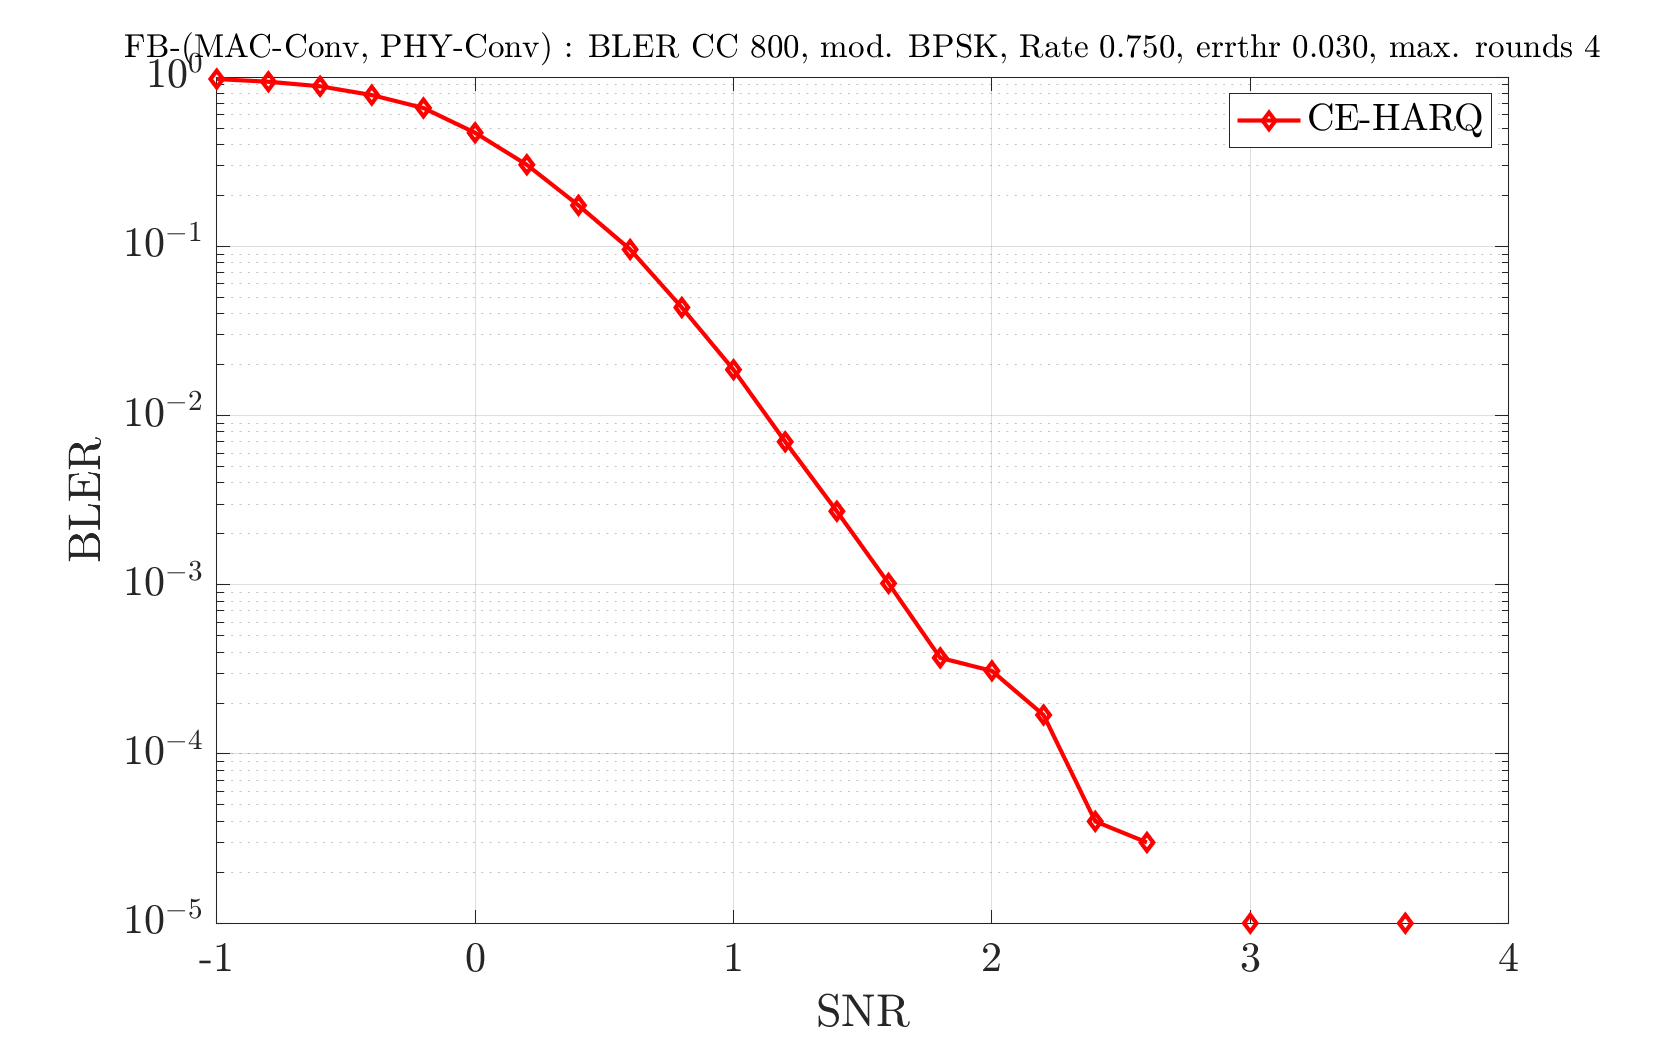 FB-(MAC-Conv, PHY-Conv) : BLER CC 800, mod. BPSK, Rate 0.750, errthr 0.030, max. rounds 4
CE-HARQ
10^0
10^{-1}
10^{-2}
10^{-3}
10^{-4}
10^{-5}
BLER
-1 0 1 2 3 4
SNR